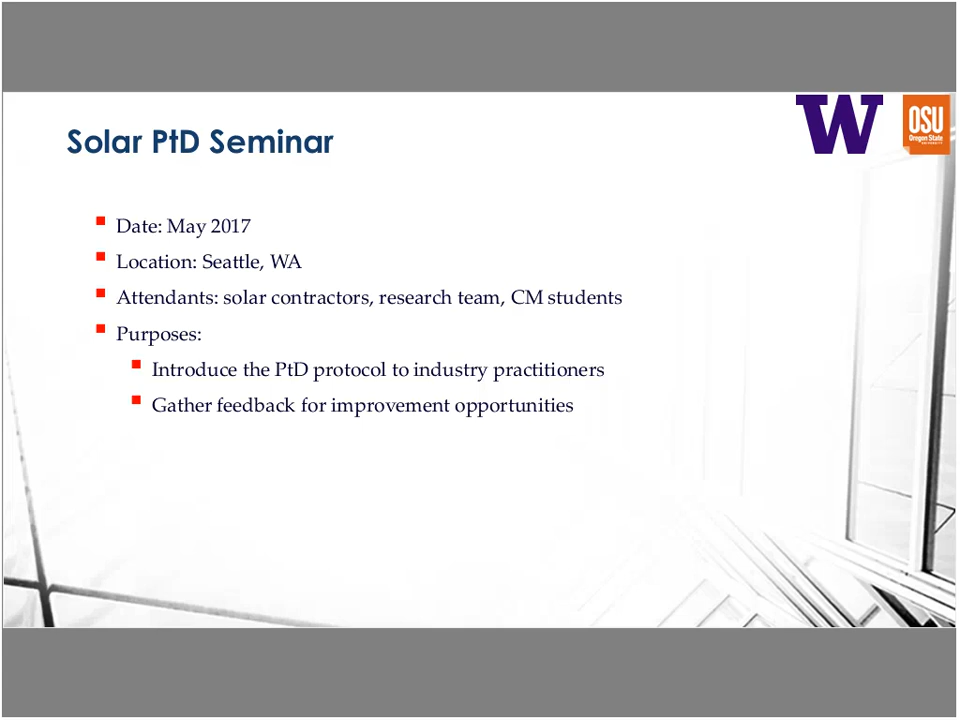 Solar PtD Seminar
W
OSU
Oregon State
UNIVERSITY
Date: May 2017
Location: Seattle, WA
Attendants: solar contractors, research team, CM students
Purposes:
Introduce the PtD protocol to industry practitioners
Gather feedback for improvement opportunities